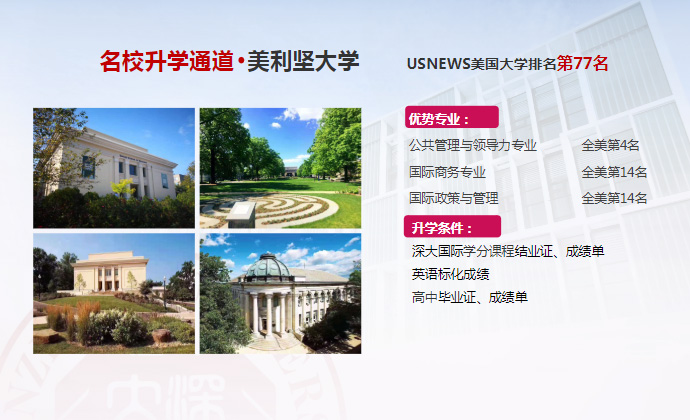 名校升学通道·美利坚大学
USNEWS美国大学排名第77名
优势专业：
公共管理与领导力专业 全美第4名
国际商务专业 全美第14名
国际政策与管理 全美第14名
升学条件：
深大国际学分课程结业证、成绩单
英语标化成绩
高中毕业证、成绩单